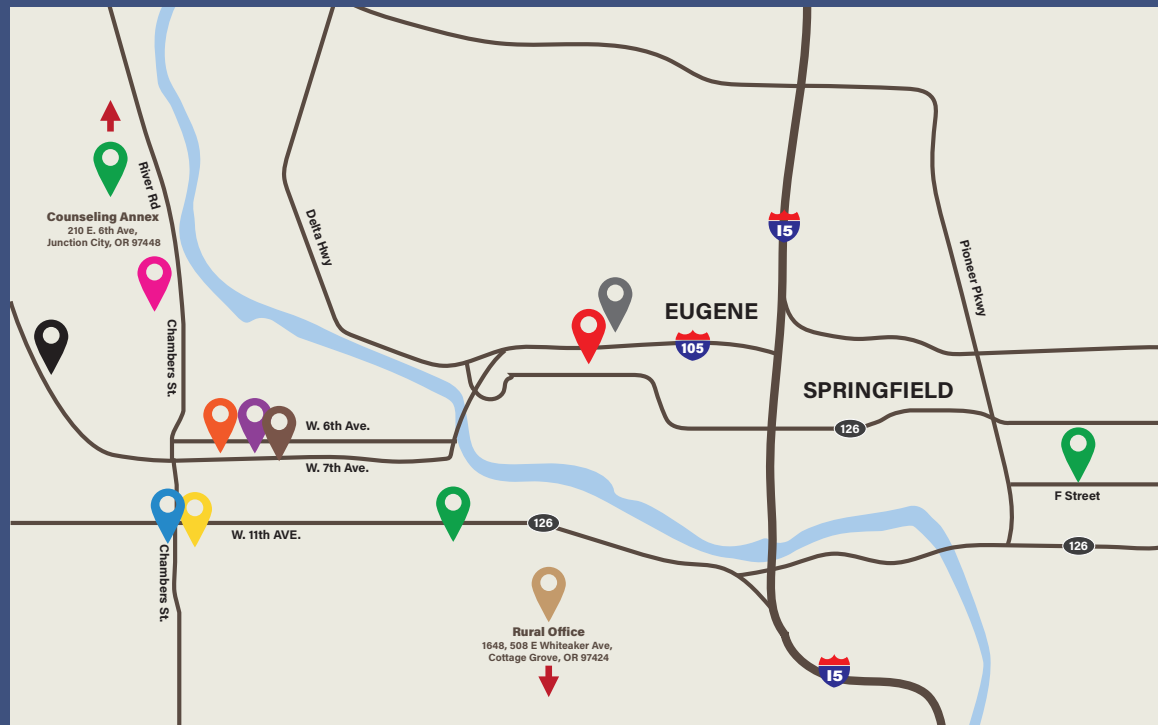 River Rd
Counseling Annex
210 E. 6th Ave,
Junction City, OR 97448
Delta Hwy
I5
Pioneer Pkwy
EUGENE
105
Chambers St.
SPRINGFIELD
126
W. 6th Ave.
W. 7th Ave.
F Street
126
W. 11th AVE.
126
Chambers St.
Rural Office
1648, 508 E Whiteaker Ave,
Cottage Grove, OR 97424
I5